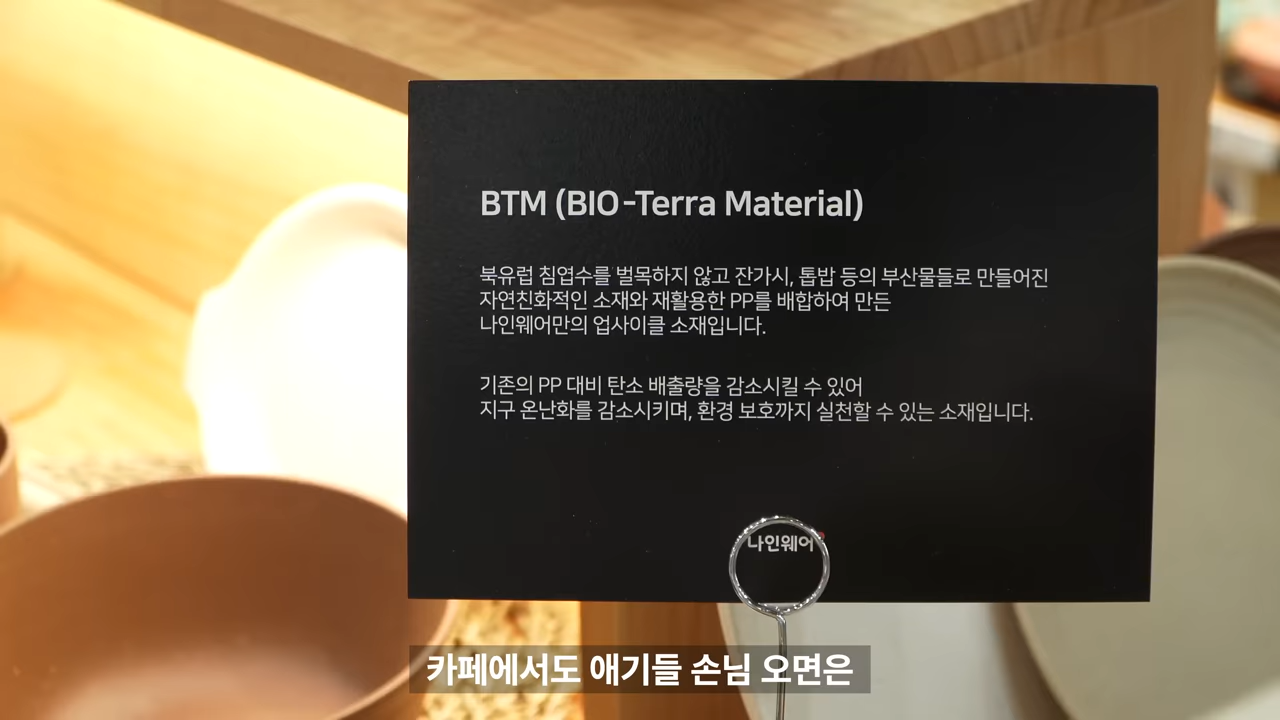 BTM (BIO-Terra Material)
북유럽 침엽수를 벌목하지 않고 잔가시, 톱밥 등의 부산물들로 만들어진
자연친화적인 소재와 재활용한 PP를 배합하여 만든
나인웨어만의 업사이클 소재입니다.
기존의 PP 대비 탄소 배출량을 감소시킬 수 있어
지구 온난화를 감소시키며, 환경 보호까지 실천할 수 있는 소재입니다.
나인웨어
카페에서도 애기들 손님 오면은